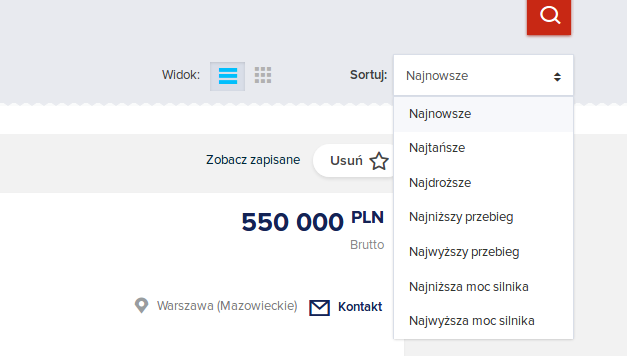 Widok:
Sortuj:
Najnowsze
Najnowsze
Najtańsze
Najdroższe
Najniższy przebieg
Najwyższy przebieg
Najniższa moc silnika
Najwyższa moc silnika
Zobacz zapisane
Usuń
550 000 PLN
Brutto
Warszawa (Mazowieckie)
Kontakt